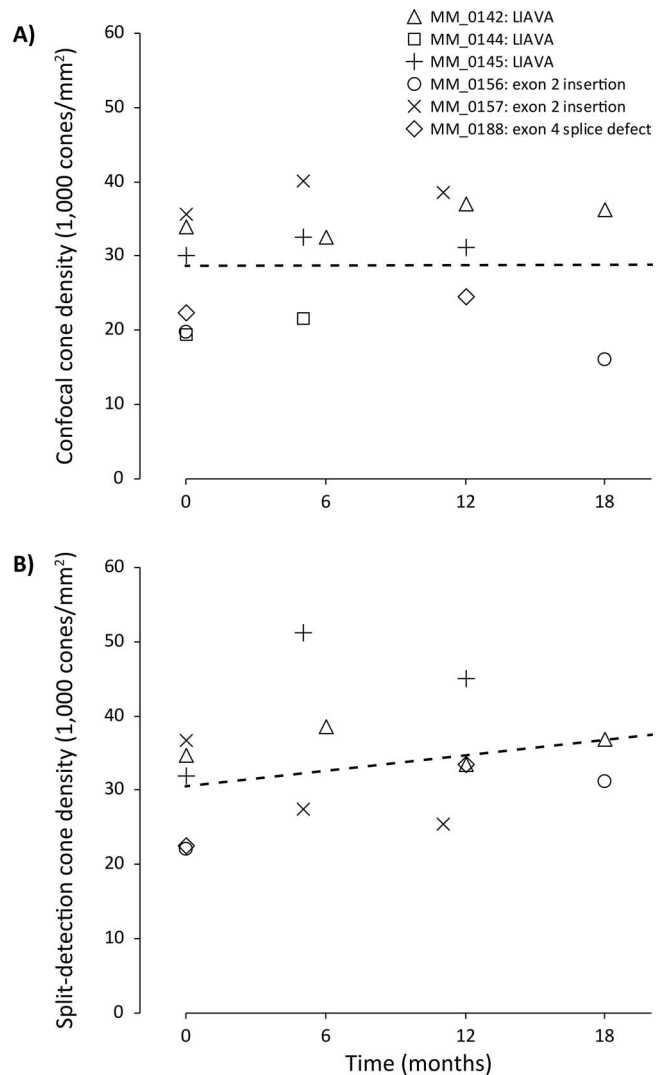 A)
MM_0142: LIAVA
MM_0144: LIAVA
MM_0145: LIAVA
MM_0156: exon 2 insertion
MM_0157: exon 2 insertion
MM_0188: exon 4 splice defect
Confocal cone density (1,000 cones/mm²)
60
50
40
30
20
10
0
0 6 12 18
B)
Split-detection cone density (1,000 cones/mm²)
60
50
40
30
20
10
0
0 6 12 18
Time (months)